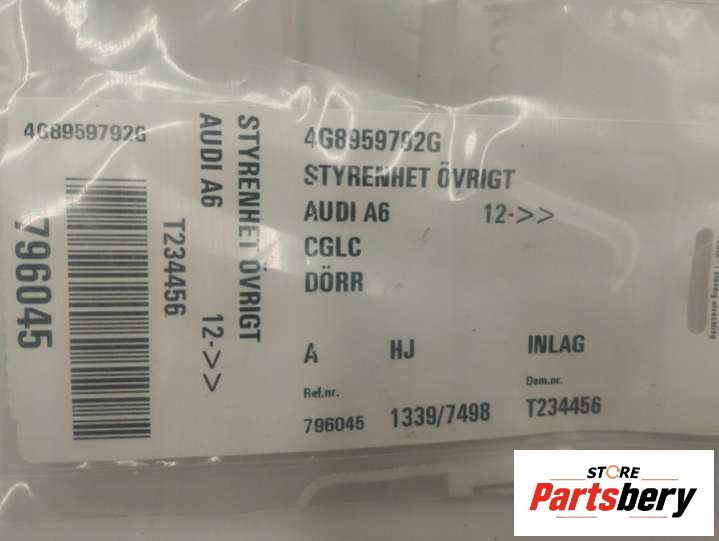 4G8959792G
796045
T234456
AUDI A6 12->>
STYRENHET ÖVRIGT
4G8959792G
STYRENHET ÖVRIGT
AUDI A6 12->>
CGLC
DÖRR
A HJ INLAG
Ref.nr. Dem.nr.
796045 1339/7498 T234456
STORE
Partsbery